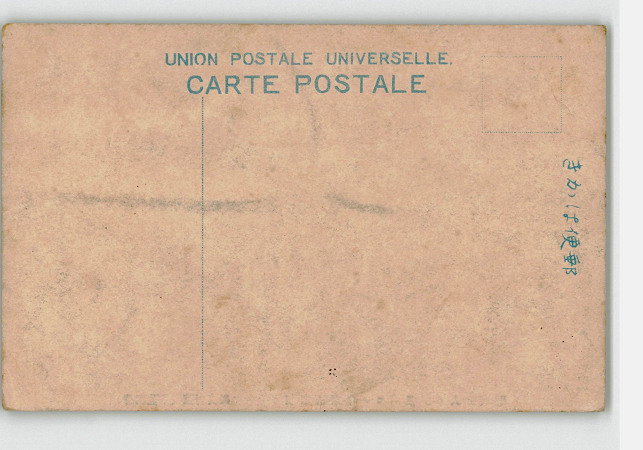 UNION POSTALE UNIVERSELLE.
CARTE POSTALE
きかは便郵